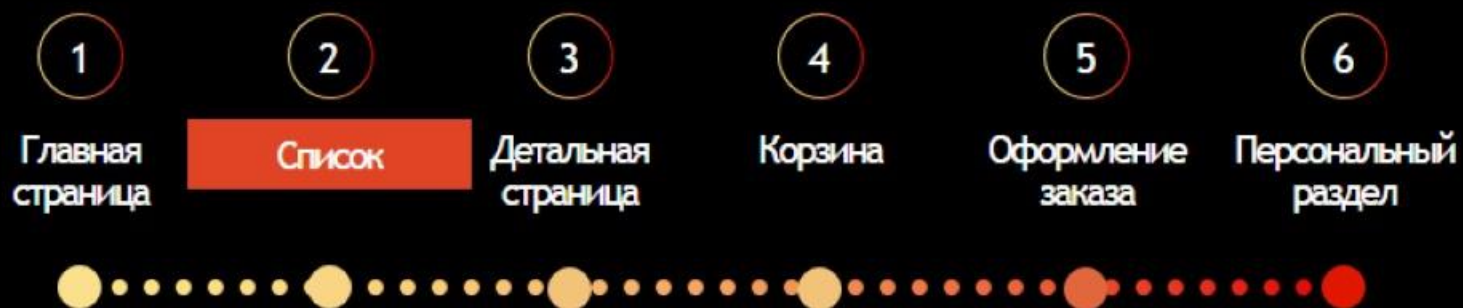 1
2
3
4
5
6
Главная
страница
Список
Детальная
страница
Корзина
Оформление
заказа
Персональный
раздел